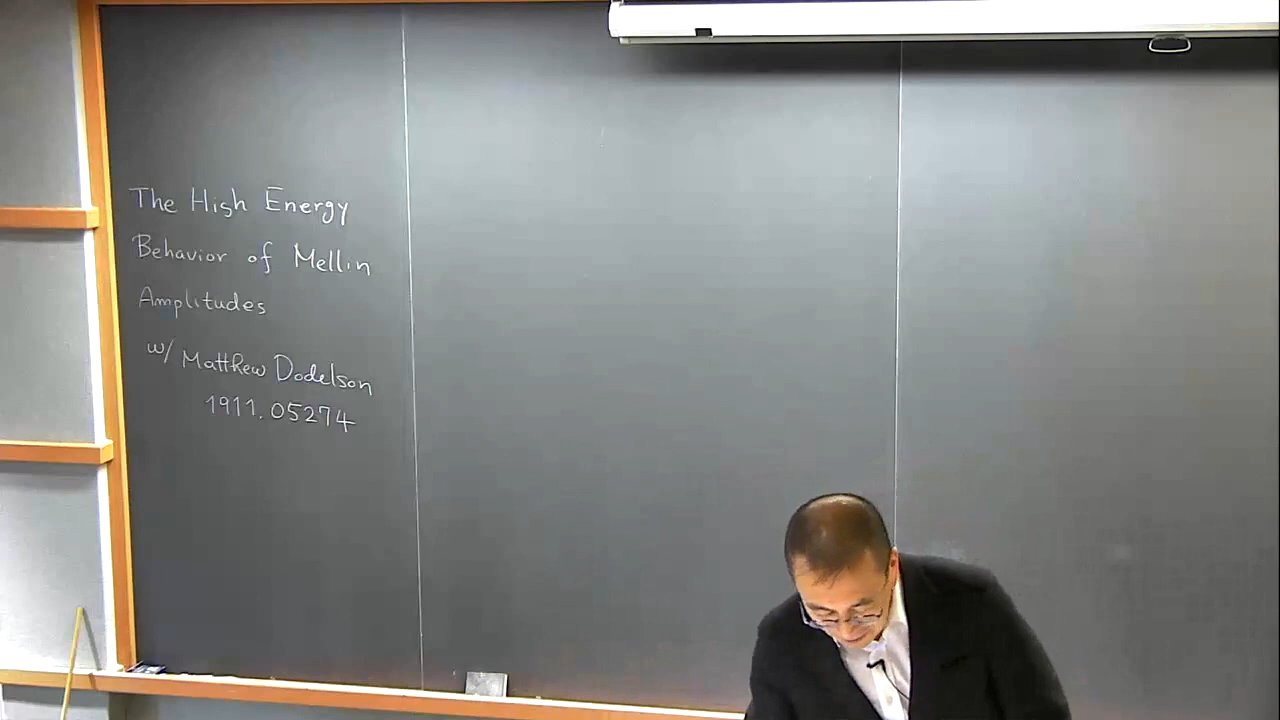 The High Energy
Behavior of Mellin
Amplitudes
w/ Matthew Dodelson
1911.05274